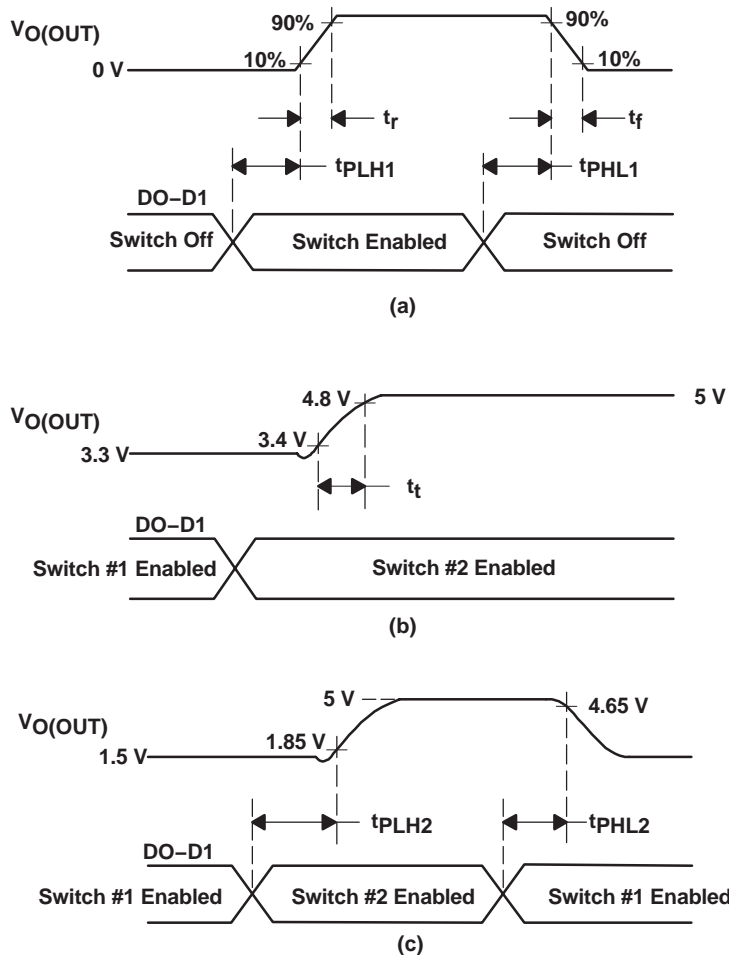 90%
90%
VO(OUT)
10%
10%
0 V
tr
tf
tPLH1
tPHL1
DO–D1
Switch Off
Switch Enabled
Switch Off
(a)
4.8 V
5 V
VO(OUT)
3.4 V
3.3 V
tt
DO–D1
Switch #1 Enabled
Switch #2 Enabled
(b)
5 V
4.65 V
VO(OUT)
1.85 V
1.5 V
tPLH2
tPHL2
DO–D1
Switch #1 Enabled
Switch #2 Enabled
Switch #1 Enabled
(c)